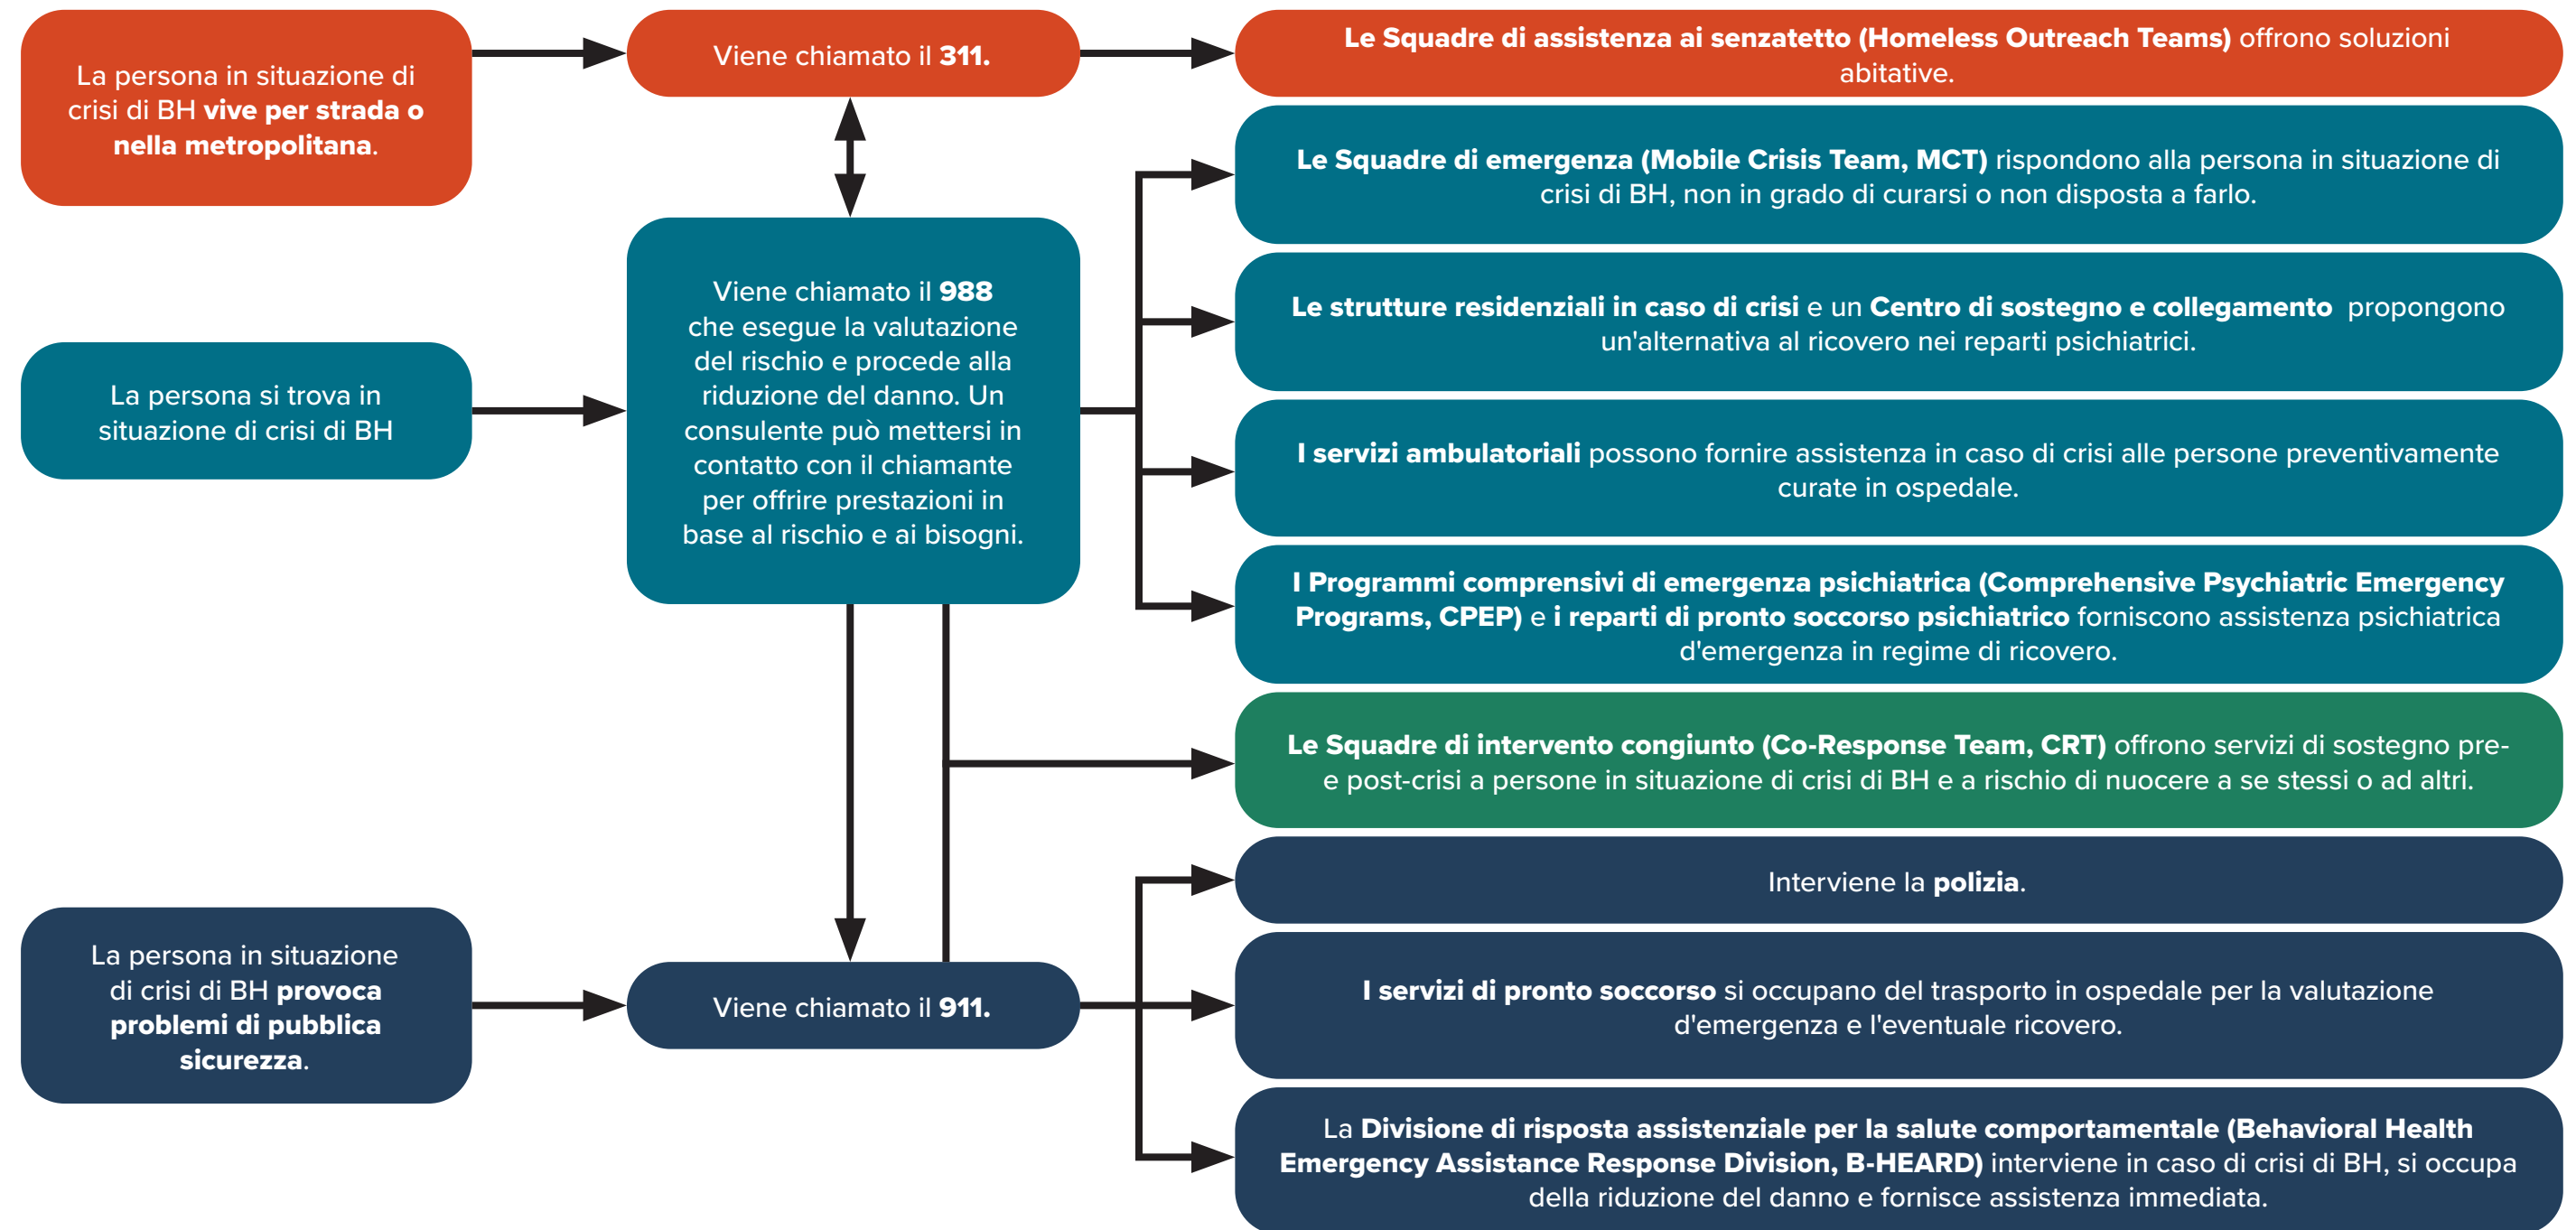 La persona in situazione di
crisi di BH vive per strada o
nella metropolitana.
Viene chiamato il 311.
Le Squadre di assistenza ai senzatetto (Homeless Outreach Teams) offrono soluzioni
abitative.
La persona si trova in
situazione di crisi di BH
Viene chiamato il 988
che esegue la valutazione
del rischio e procede alla
riduzione del danno. Un
consulente può mettersi in
contatto con il chiamante
per offrire prestazioni in
base al rischio e ai bisogni.
Le Squadre di emergenza (Mobile Crisis Team, MCT) rispondono alla persona in situazione di
crisi di BH, non in grado di curarsi o non disposta a farlo.
Le strutture residenziali in caso di crisi e un Centro di sostegno e collegamento propongono
un'alternativa al ricovero nei reparti psichiatrici.
I servizi ambulatoriali possono fornire assistenza in caso di crisi alle persone preventivamente
curate in ospedale.
I Programmi comprensivi di emergenza psichiatrica (Comprehensive Psychiatric Emergency
Programs, CPEP) e i reparti di pronto soccorso psichiatrico forniscono assistenza psichiatrica
d'emergenza in regime di ricovero.
Le Squadre di intervento congiunto (Co-Response Team, CRT) offrono servizi di sostegno pre-
e post-crisi a persone in situazione di crisi di BH e a rischio di nuocere a se stessi o ad altri.
La persona in situazione
di crisi di BH provoca
problemi di pubblica
sicurezza.
Viene chiamato il 911.
Interviene la polizia.
I servizi di pronto soccorso si occupano del trasporto in ospedale per la valutazione
d'emergenza e l'eventuale ricovero.
La Divisione di risposta assistenziale per la salute comportamentale (Behavioral Health
Emergency Assistance Response Division, B-HEARD) interviene in caso di crisi di BH, si occupa
della riduzione del danno e fornisce assistenza immediata.